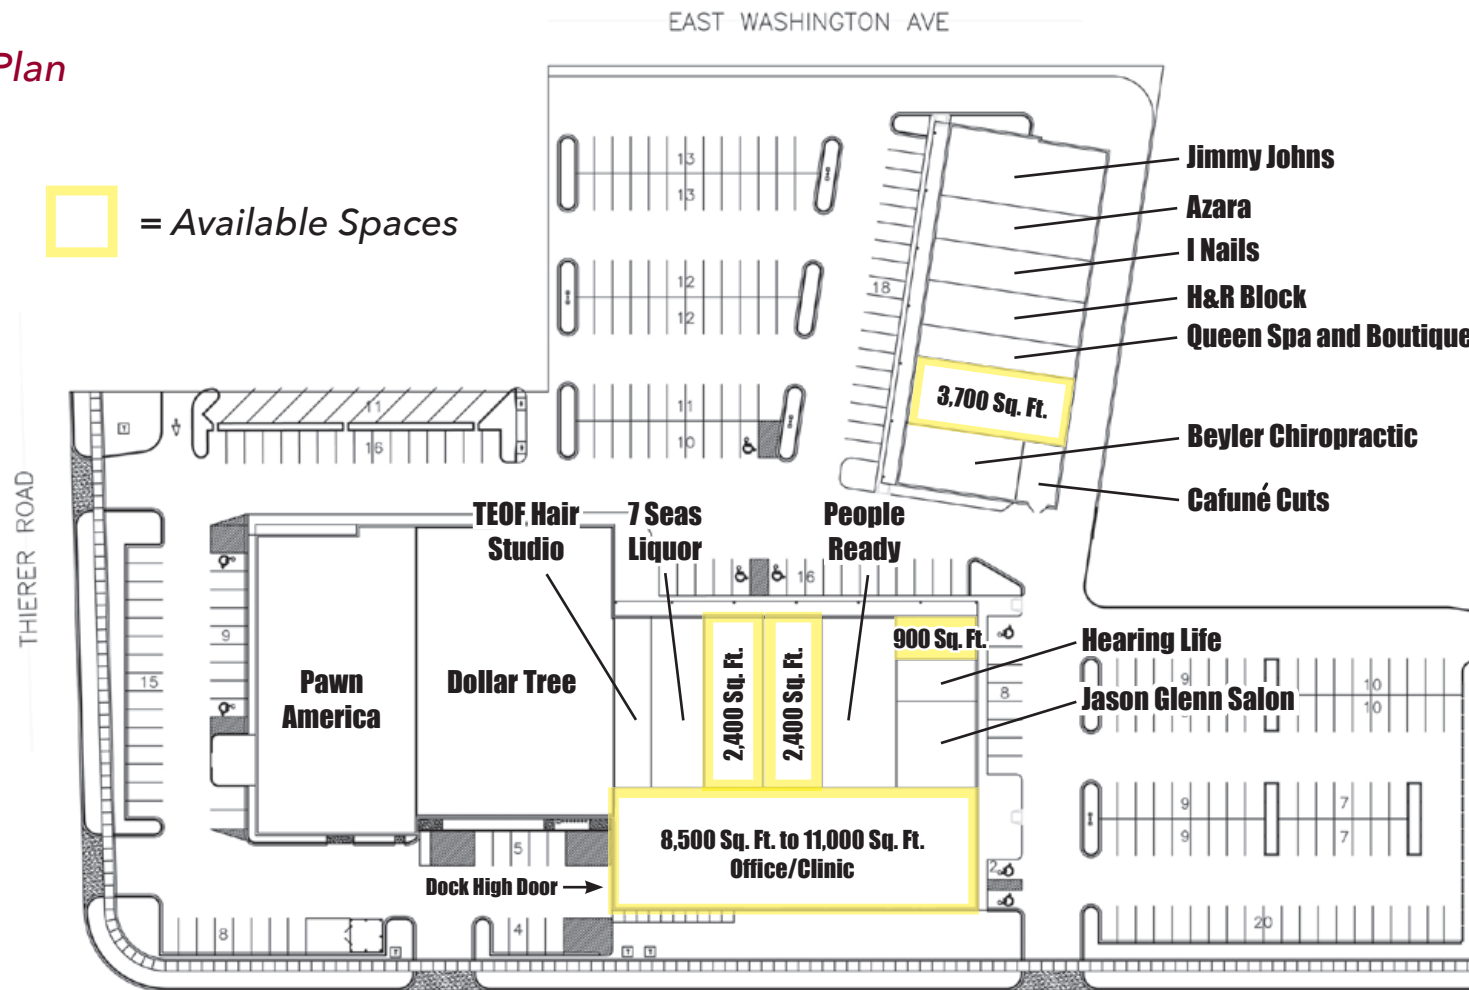 EAST WASHINGTON AVE
Plan
= Available Spaces
THIERER ROAD
Jimmy Johns
Azara
I Nails
H&R Block
Queen Spa and Boutique
3,700 Sq. Ft.
Beyler Chiropractic
Cafuné Cuts
13
13
12
12
11
10
18
11
16
TEOF Hair
Studio
7 Seas
Liquor
People
Ready
16
15
9
Pawn
America
Dollar Tree
2,400 Sq. Ft.
2,400 Sq. Ft.
900 Sq. Ft.
Hearing Life
Jason Glenn Salon
8
9
10
10
8,500 Sq. Ft. to 11,000 Sq. Ft.
Office/Clinic
Dock High Door
5
2
9
9
7
7
8
4
20